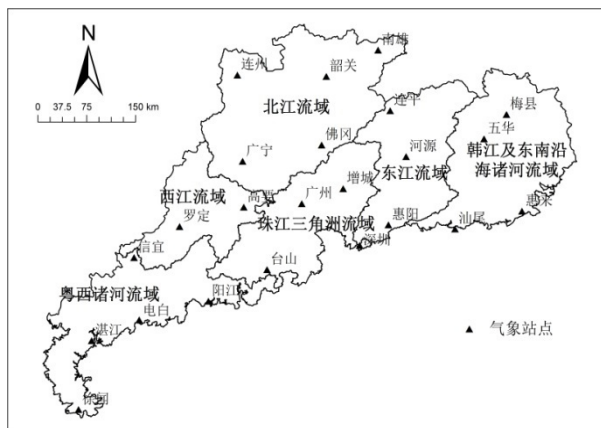 N
南雄
连州
韶关
0 37.5 75 150 km
北江流域
连平
梅县
佛冈
五华
广宁
河源
韩江及东南沿
海诸河流域
东江流域
增城
西江流域
高要
广州
惠来
罗定
珠江三角洲流域
惠阳
汕尾
深圳
信宜
台山
粤西诸河流域
阳江
电白
气象站点
湛江
徐闻